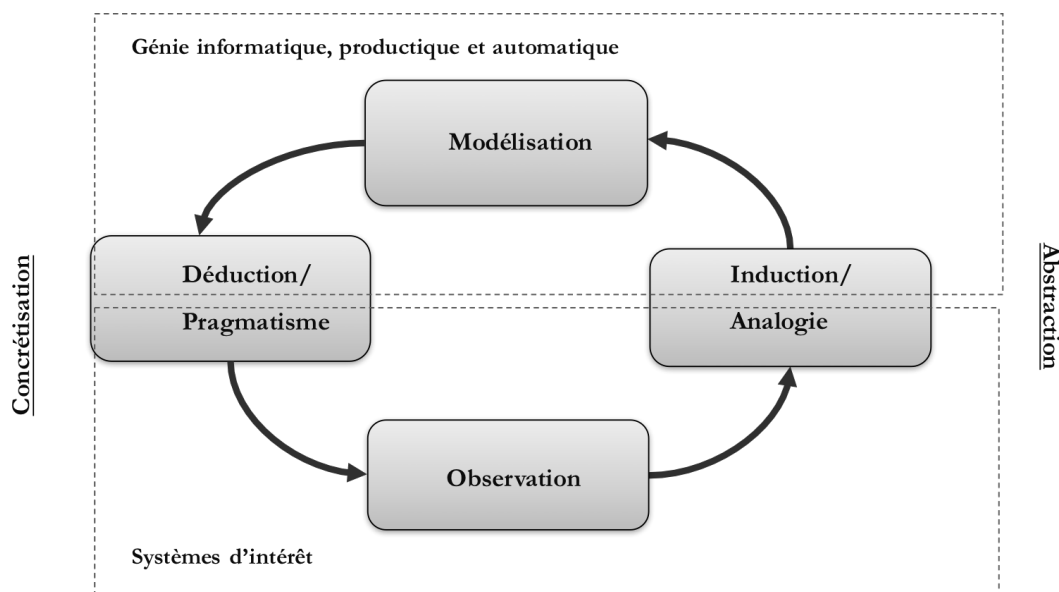 Génie informatique, productique et automatique
Modélisation
Déduction/
Pragmatisme
Induction/
Analogie
Concrétisation
Abstraction
Observation
Systèmes d’intérêt